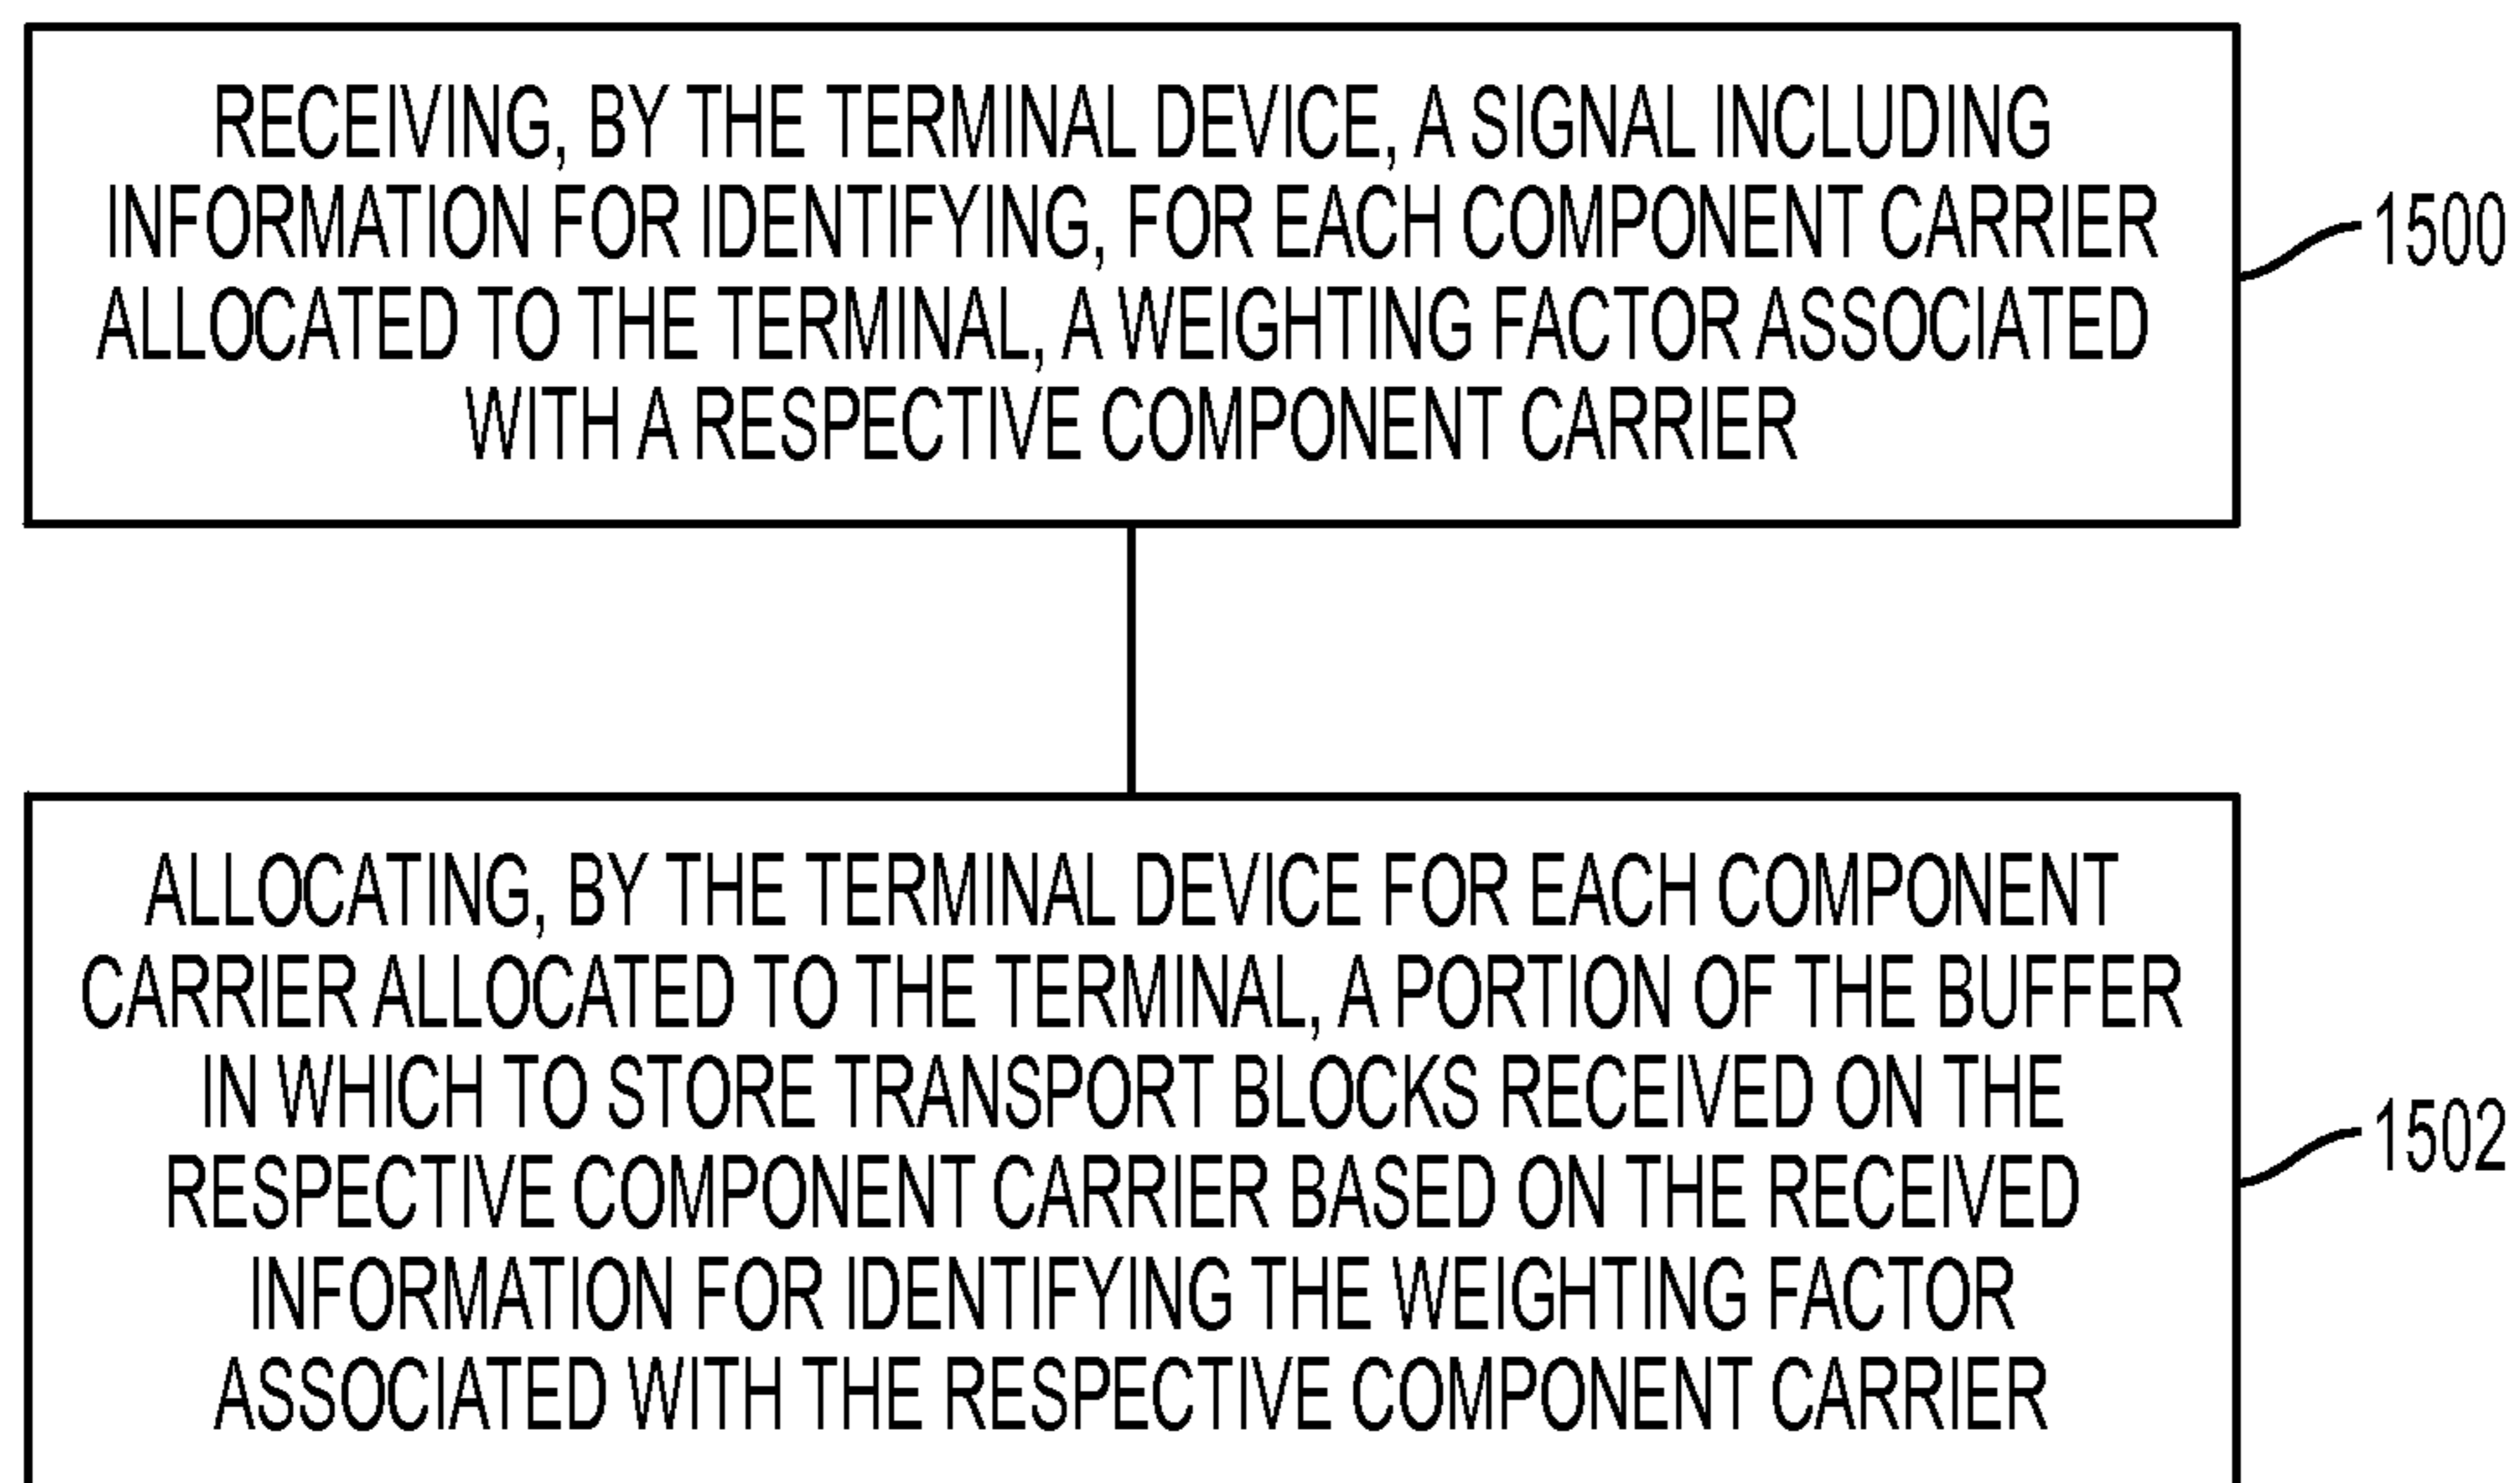 RECEIVING, BY THE TERMINAL DEVICE, A SIGNAL INCLUDING
INFORMATION FOR IDENTIFYING, FOR EACH COMPONENT CARRIER
ALLOCATED TO THE TERMINAL, A WEIGHTING FACTOR ASSOCIATED
WITH A RESPECTIVE COMPONENT CARRIER
1500
ALLOCATING, BY THE TERMINAL DEVICE FOR EACH COMPONENT
CARRIER ALLOCATED TO THE TERMINAL, A PORTION OF THE BUFFER
IN WHICH TO STORE TRANSPORT BLOCKS RECEIVED ON THE
RESPECTIVE COMPONENT CARRIER BASED ON THE RECEIVED
INFORMATION FOR IDENTIFYING THE WEIGHTING FACTOR
ASSOCIATED WITH THE RESPECTIVE COMPONENT CARRIER
1502